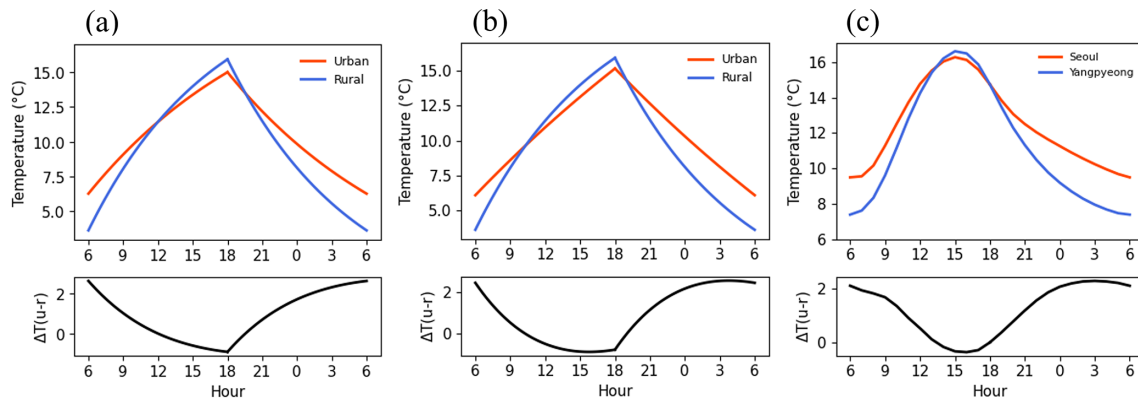 (a)
Temperature (°C)
15.0
12.5
10.0
7.5
5.0
Urban
Rural
6 9 12 15 18 21 0 3 6
ΔT(u-r)
2
0
6 9 12 15 18 21 0 3 6
Hour
(b)
Temperature (°C)
15.0
12.5
10.0
7.5
5.0
Urban
Rural
6 9 12 15 18 21 0 3 6
ΔT(u-r)
2
0
6 9 12 15 18 21 0 3 6
Hour
(c)
Temperature (°C)
16
14
12
10
8
6
Seoul
Yangpyeong
6 9 12 15 18 21 0 3 6
ΔT(u-r)
2
0
6 9 12 15 18 21 0 3 6
Hour